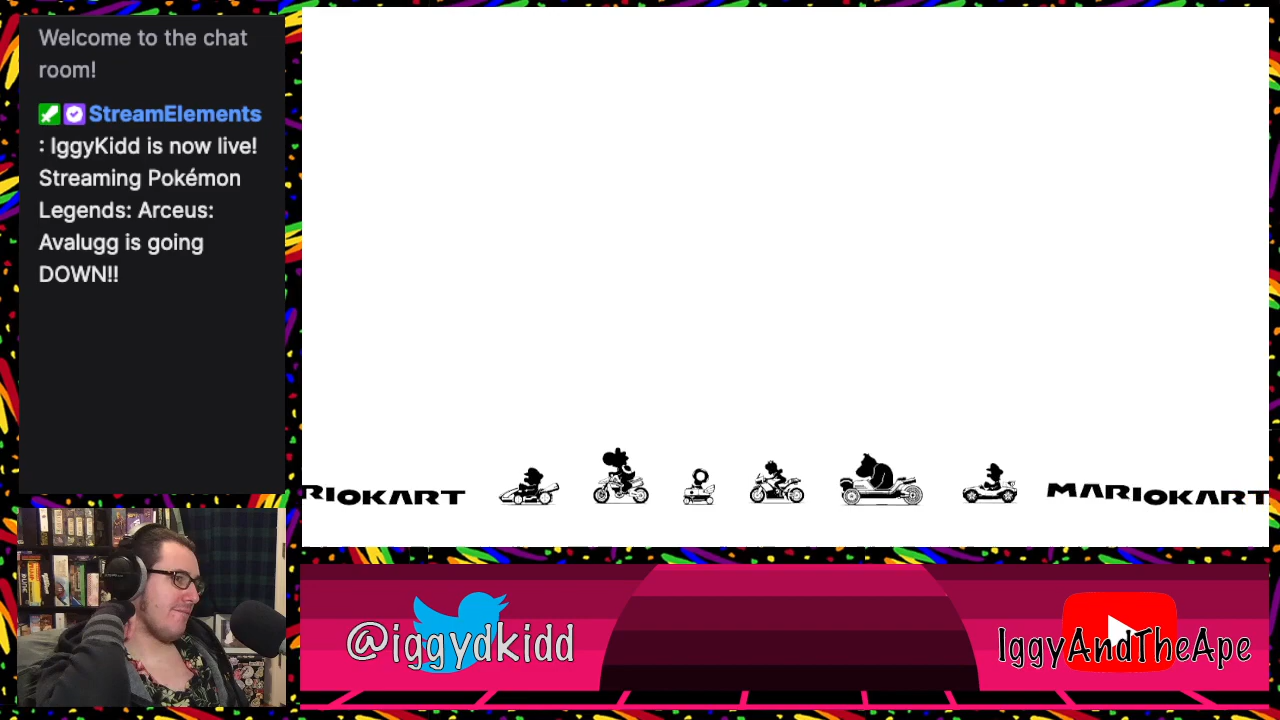 Welcome to the chat
room!
StreamElements
: IggyKidd is now live!
Streaming Pokémon
Legends: Arceus:
Avalugg is going
DOWN!!
RIOKART
MARIOKART
@iggydkidd
IggyAndTheApe